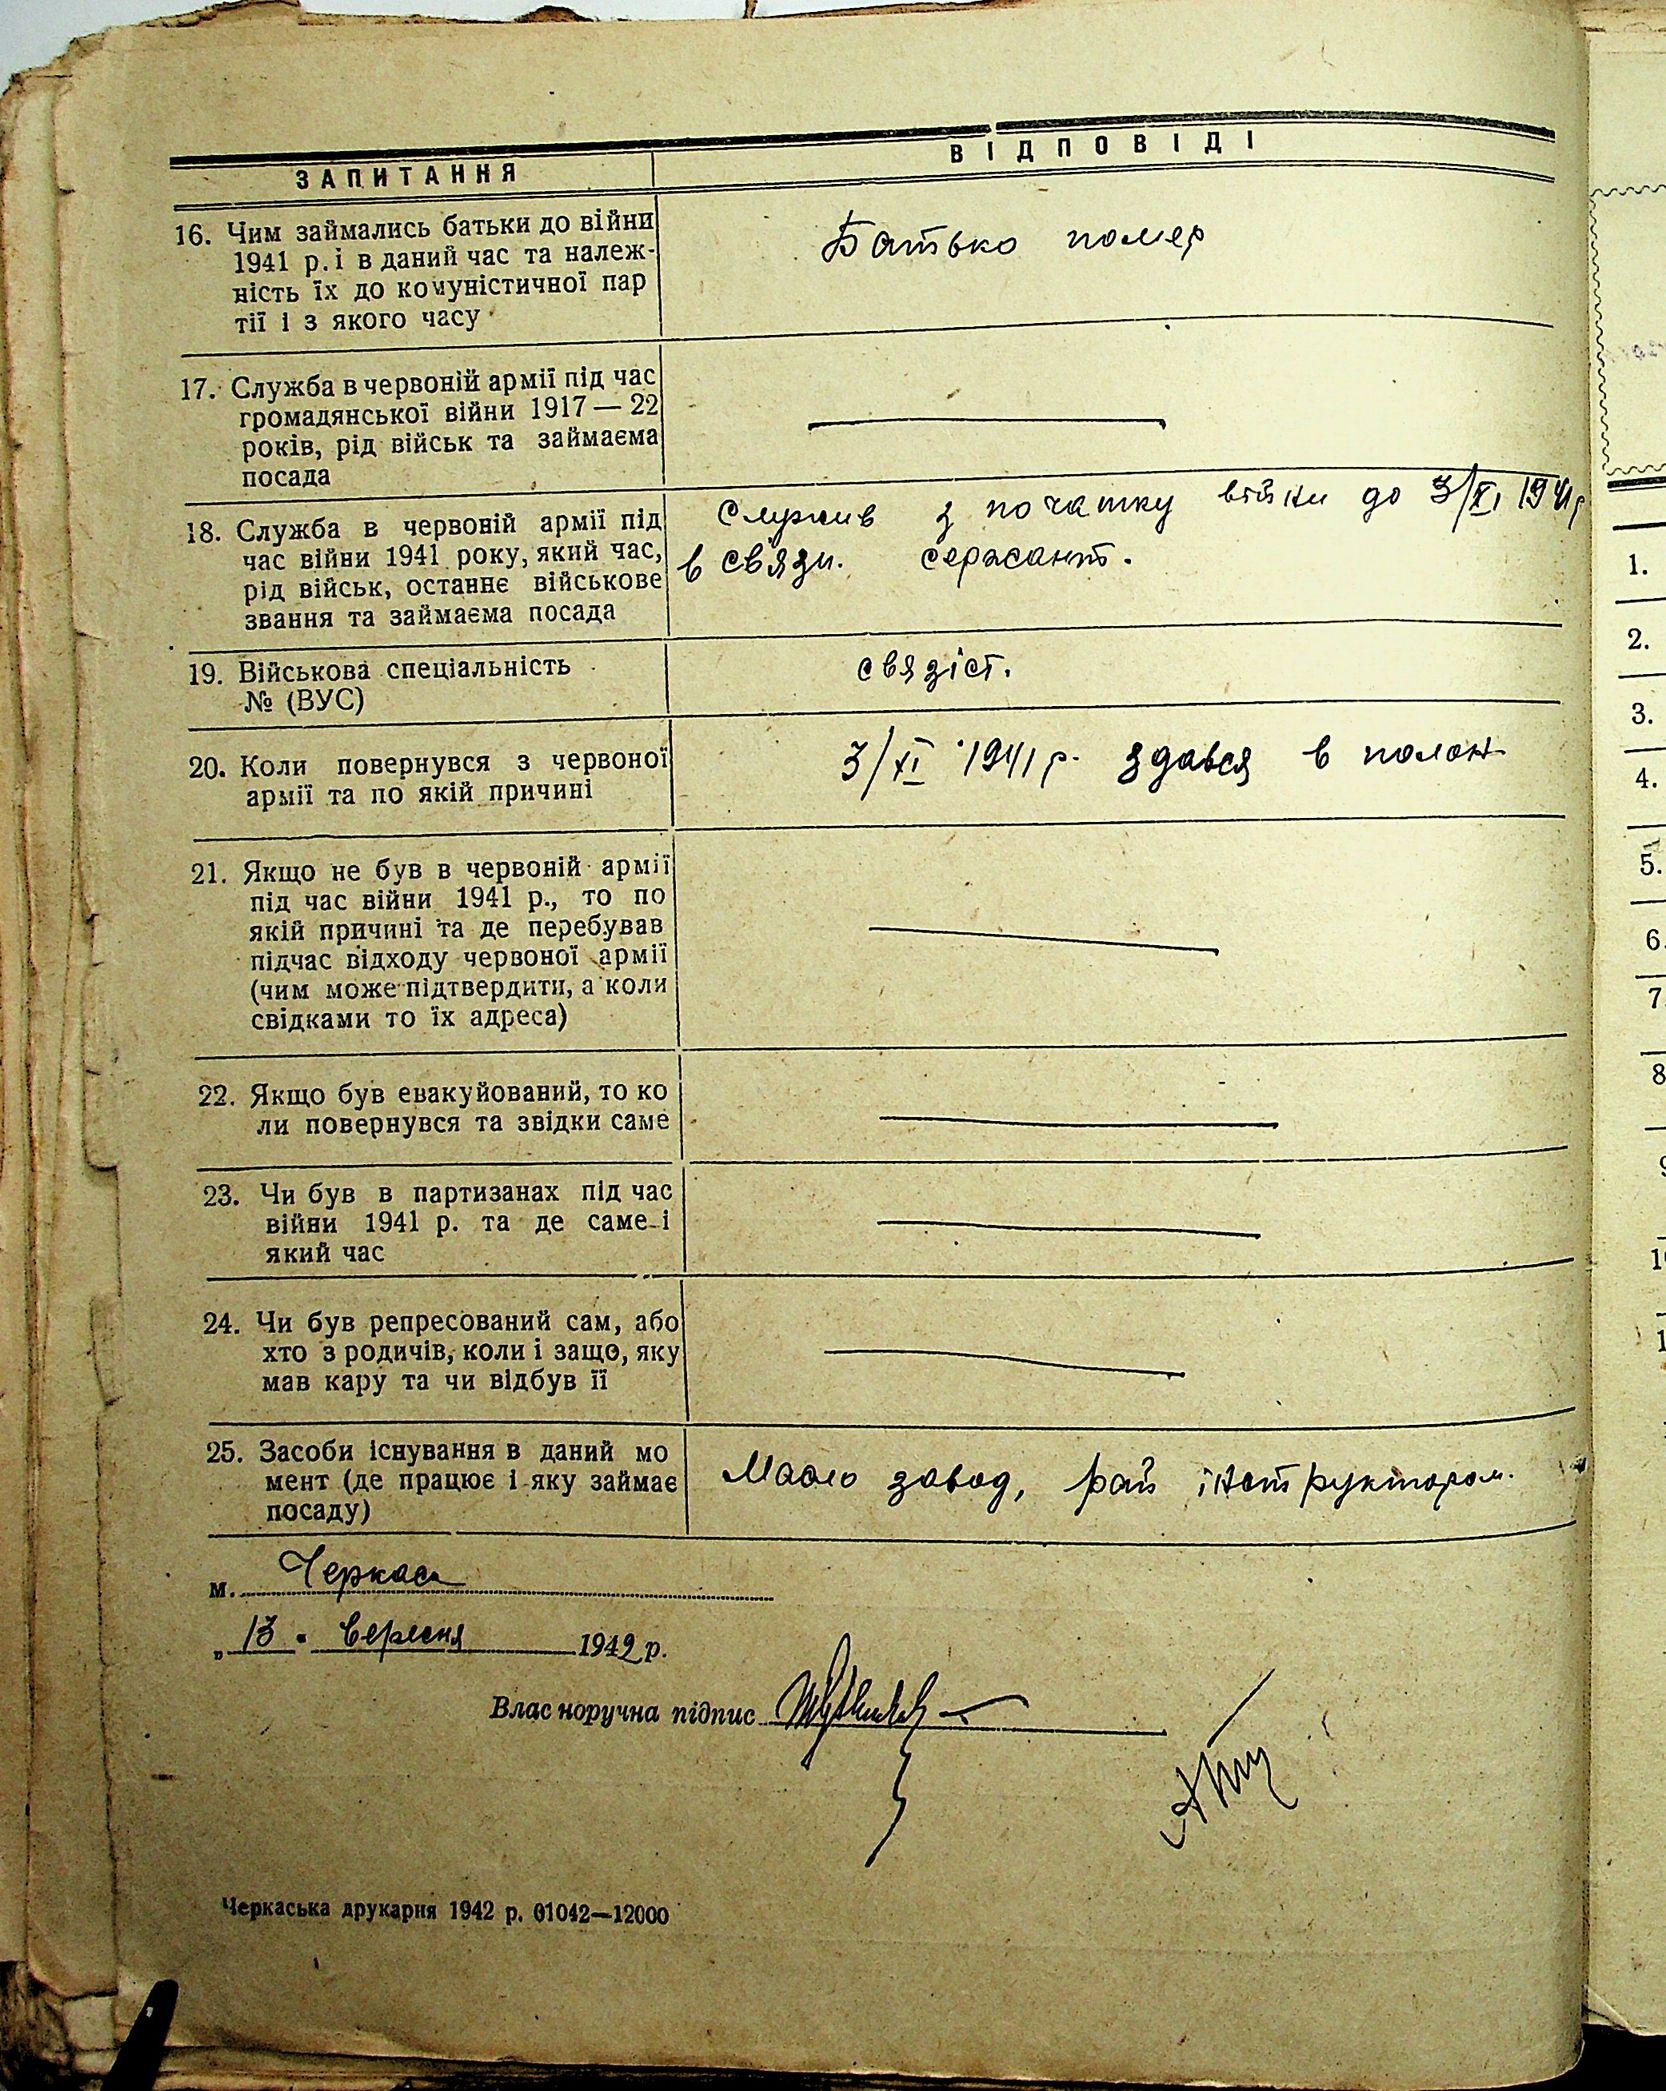 ЗАПИТАННЯ
ВІДПОВІДІ
16. Чим займались батьки до війни
1941 р. і в даний час та належ-
ність їх до комуністичної пар
тії і з якого часу
Батько помер
17. Служба в червоній армії під час
громадянської війни 1917 — 22
років, рід військ та займаєма
посада
18. Служба в червоній армії під
час війни 1941 року, який час,
рід військ, останнє військове
звання та займаєма посада
Служив з початку війни до 3/XI 1941 р
в связи. сержант.
19. Військова спеціальність
№ (ВУС)
связіст.
20. Коли повернувся з червоної
армії та по якій причині
3/XI 1941 р. здався в полон
21. Якщо не був в червоній армії
під час війни 1941 р., то по
якій причині та де перебував
підчас відходу червоної армії
(чим може підтвердити, а коли
свідками то їх адреса)
22. Якщо був евакуйований, то ко
ли повернувся та звідки саме
23. Чи був в партизанах під час
війни 1941 р. та де саме і
який час
24. Чи був репресований сам, або
хто з родичів, коли і защо, яку
мав кару та чи відбув її
25. Засоби існування в даний мо
мент (де працює і яку займає
посаду)
Масло завод, рай інструктором.
м. Черкаси
„13" Вересня 1942 р.
Власноручна підпис
Черкаська друкарня 1942 р. 01042—12000
1.
2.
3.
4.
5.
6.
7
8